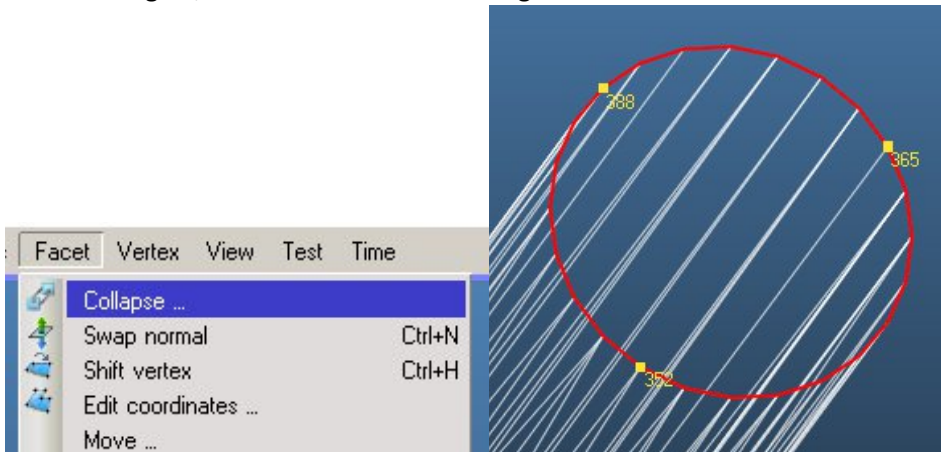 Facet Vertex View Test Time
Collapse ...
Swap normal Ctrl+N
Shift vertex Ctrl+H
Edit coordinates ...
Move ...
388
365
352